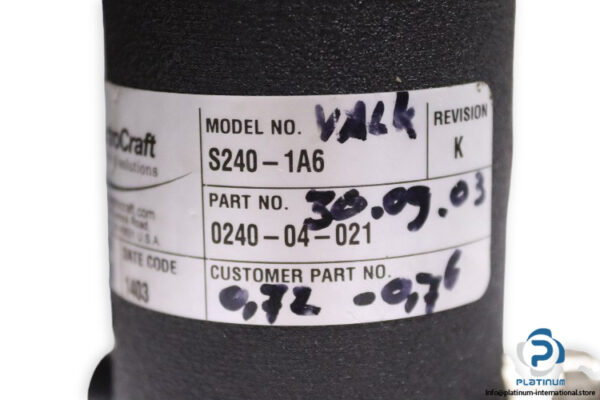 MODEL NO. VALK
S240-1A6
REVISION
K
PART NO. 30.09.03
0240-04-021
DATE CODE
1403
CUSTOMER PART NO.
0,72 -0,76
Craft
solutions
U.S.A.
PLATINUM
info@platinum-international.store